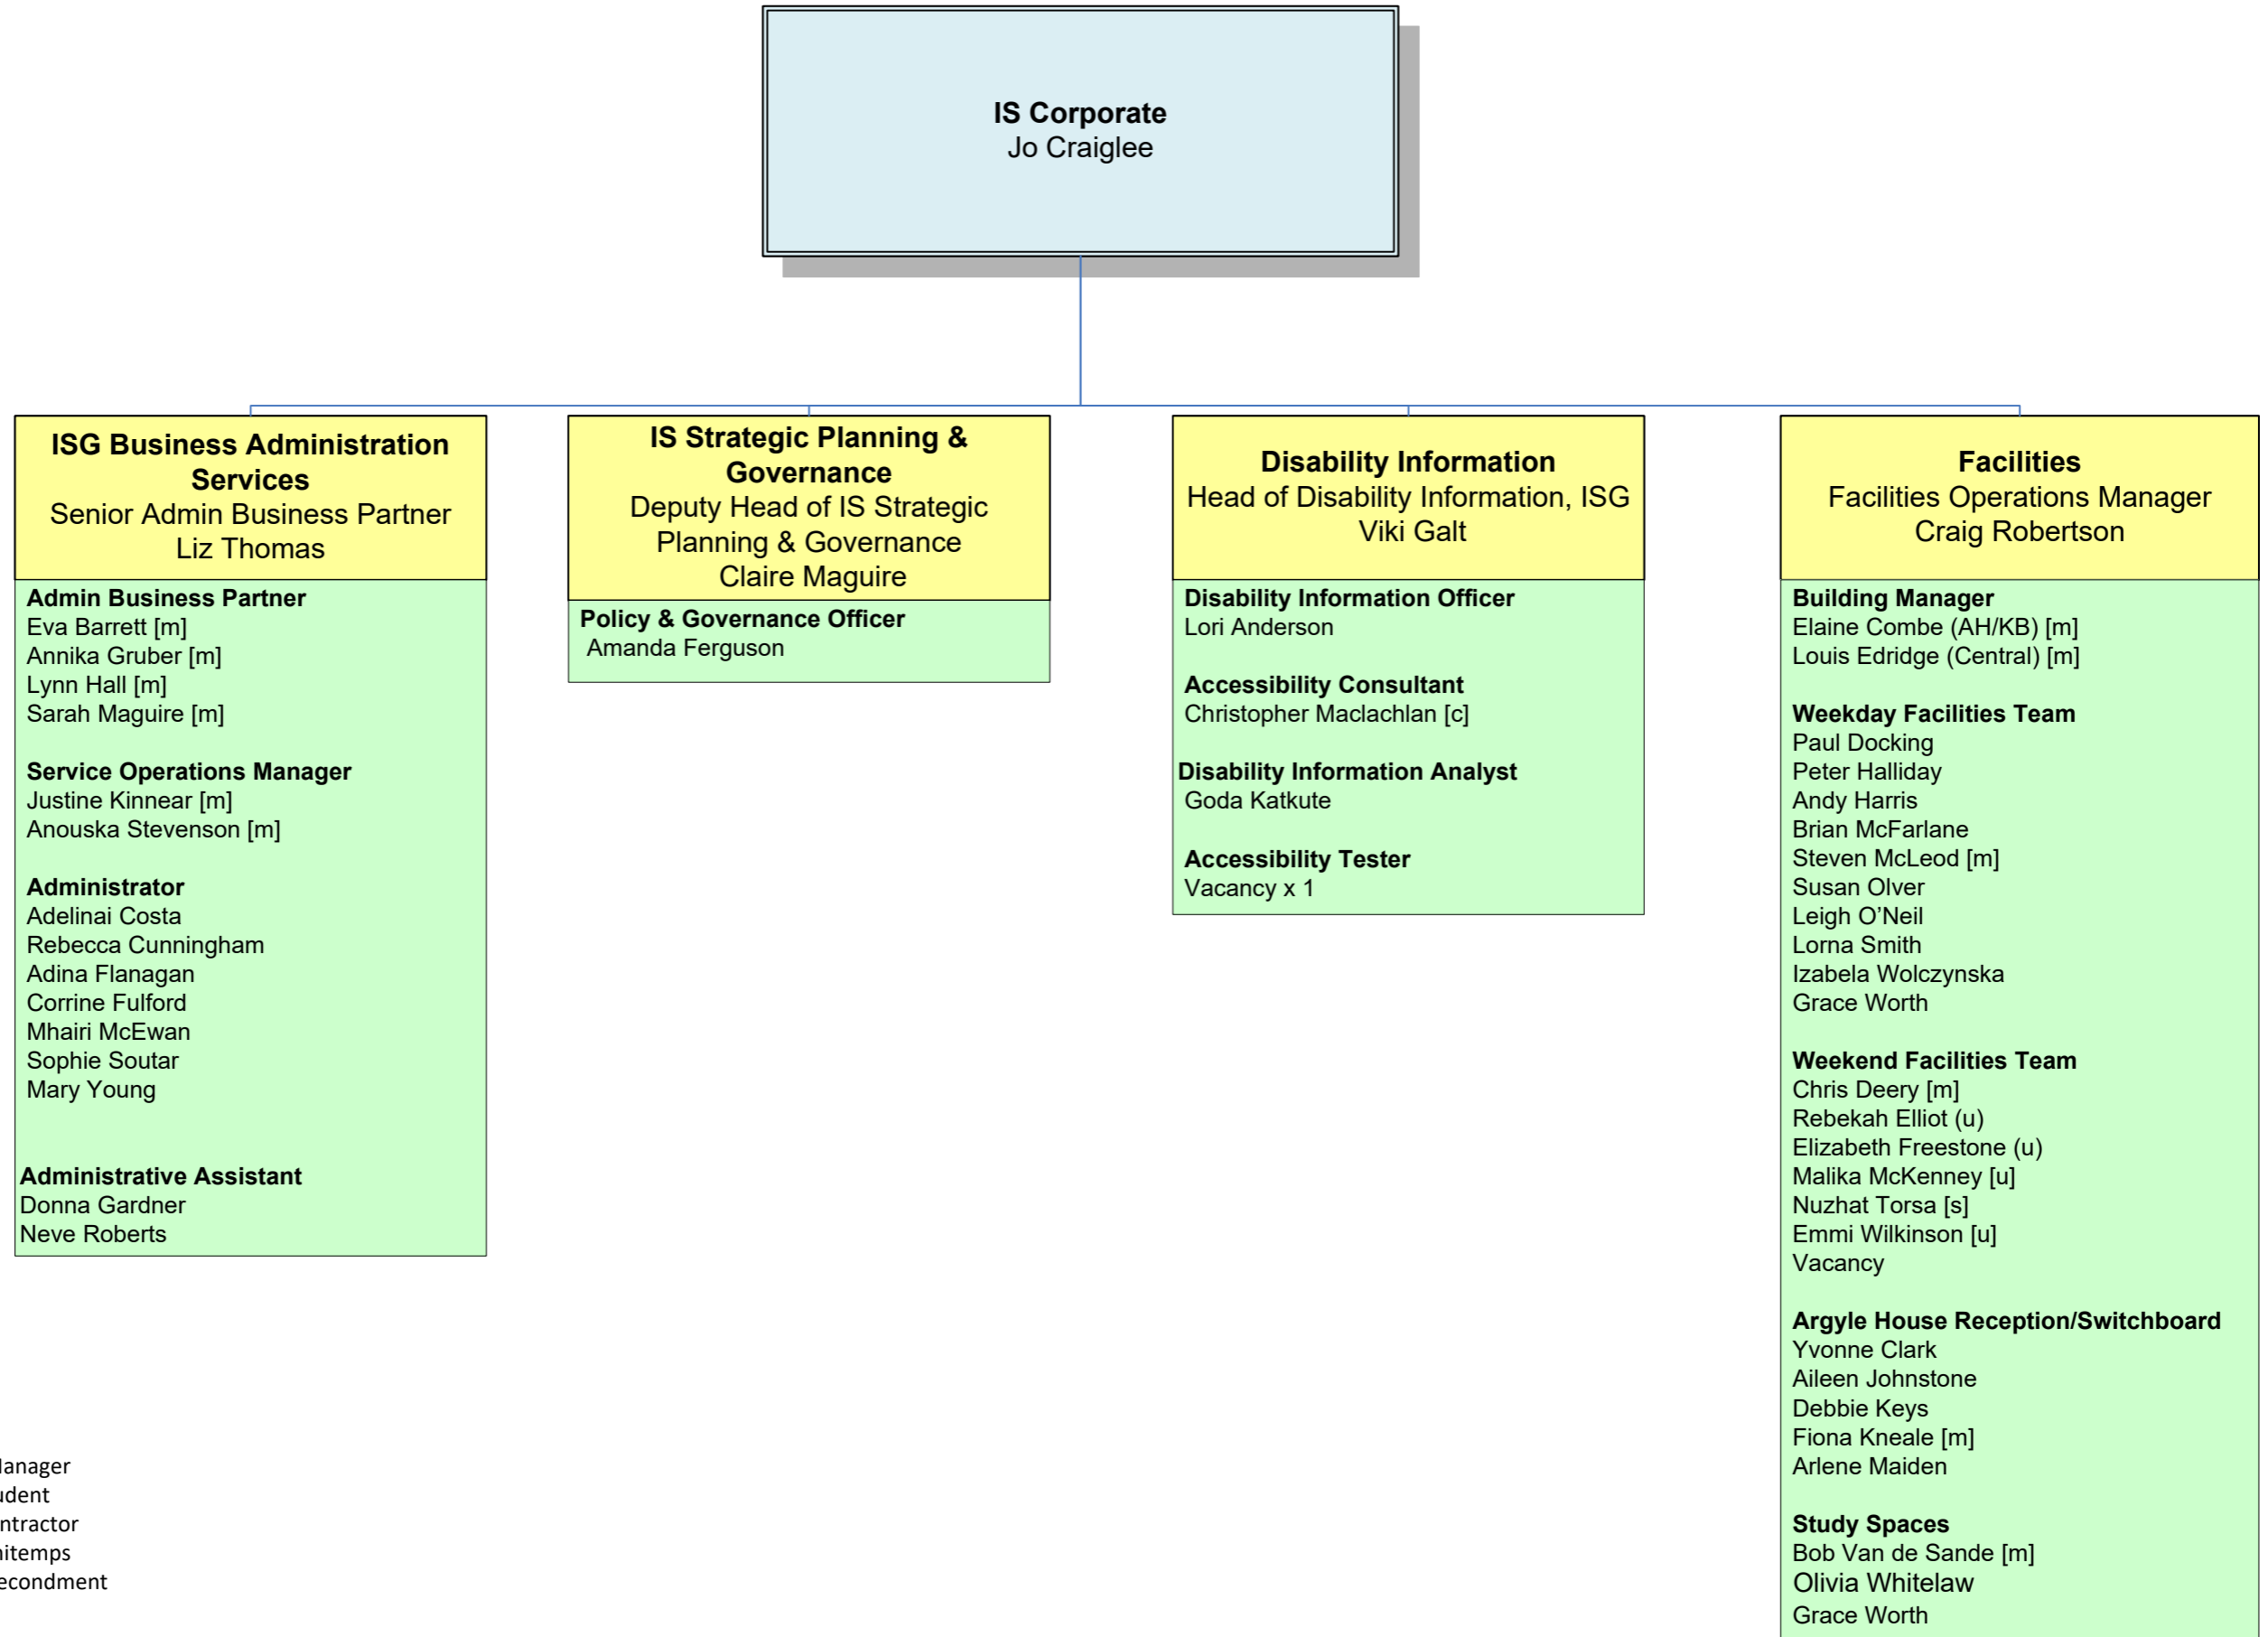 IS Corporate
Jo Craiglee
ISG Business Administration
Services
Senior Admin Business Partner
Liz Thomas
Admin Business Partner
Eva Barrett [m]
Annika Gruber [m]
Lynn Hall [m]
Sarah Maguire [m]
Service Operations Manager
Justine Kinnear [m]
Anouska Stevenson [m]
Administrator
Adelinai Costa
Rebecca Cunningham
Adina Flanagan
Corrine Fulford
Mhairi McEwan
Sophie Soutar
Mary Young
Administrative Assistant
Donna Gardner
Neve Roberts
IS Strategic Planning &
Governance
Deputy Head of IS Strategic
Planning & Governance
Claire Maguire
Policy & Governance Officer
Amanda Ferguson
Disability Information
Head of Disability Information, ISG
Viki Galt
Disability Information Officer
Lori Anderson
Accessibility Consultant
Christopher Maclachlan [c]
Disability Information Analyst
Goda Katkute
Accessibility Tester
Vacancy x 1
Facilities
Facilities Operations Manager
Craig Robertson
Building Manager
Elaine Combe (AH/KB) [m]
Louis Edridge (Central) [m]
Weekday Facilities Team
Paul Docking
Peter Halliday
Andy Harris
Brian McFarlane
Steven McLeod [m]
Susan Olver
Leigh O’Neil
Lorna Smith
Izabela Wolczynska
Grace Worth
Weekend Facilities Team
Chris Deery [m]
Rebekah Elliot (u)
Elizabeth Freestone (u)
Malika McKenney [u]
Nuzhat Torsa [s]
Emmi Wilkinson [u]
Vacancy
Argyle House Reception/Switchboard
Yvonne Clark
Aileen Johnstone
Debbie Keys
Fiona Kneale [m]
Arlene Maiden
Study Spaces
Bob Van de Sande [m]
Olivia Whitelaw
Grace Worth
anager
udent
ntractor
nitemps
econdment